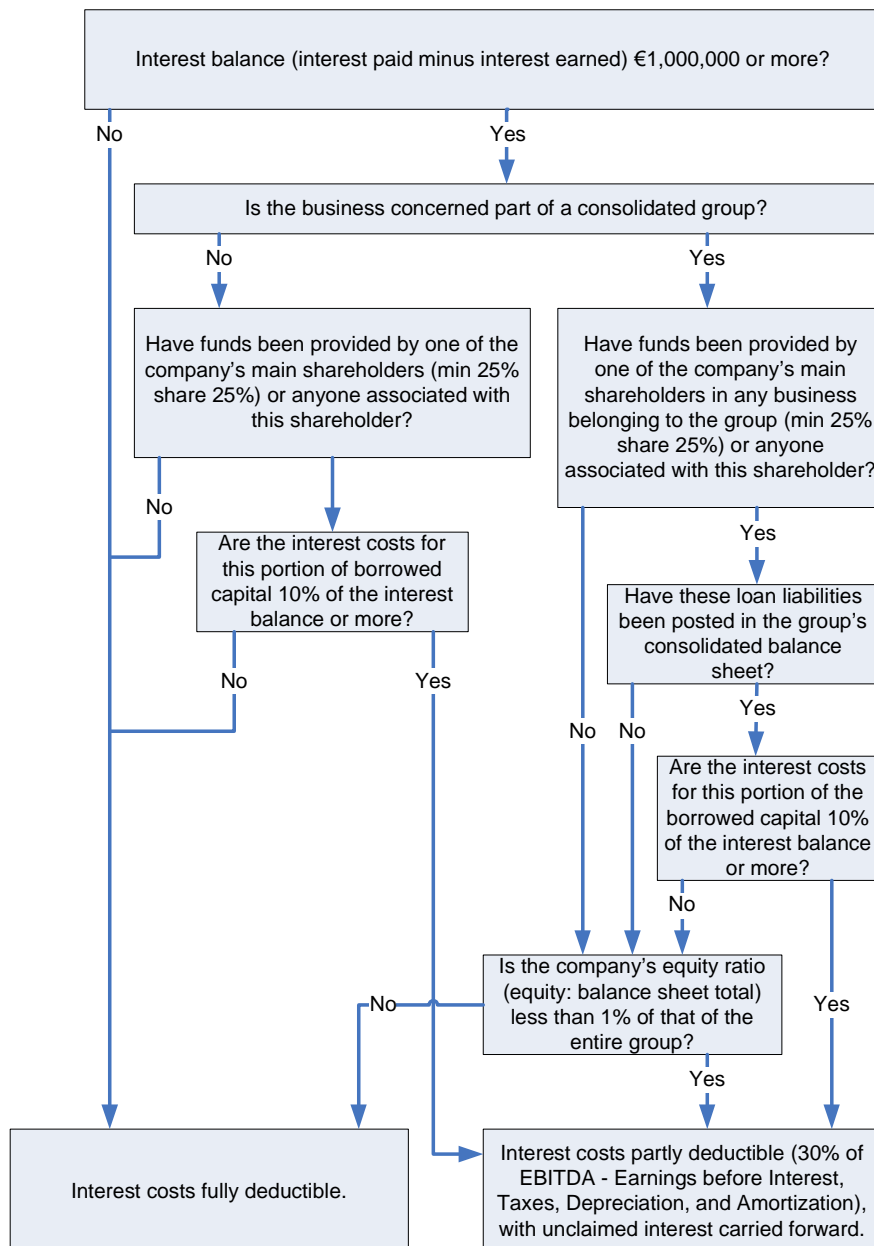 Interest balance (interest paid minus interest earned) €1,000,000 or more?
No
Yes
Is the business concerned part of a consolidated group?
No
Yes
Have funds been provided by one of the
company's main shareholders (min 25%
share 25%) or anyone associated with
this shareholder?
Have funds been provided by
one of the company's main
shareholders in any business
belonging to the group (min 25%
share 25%) or anyone
associated with this shareholder?
No
Are the interest costs for
this portion of borrowed
capital 10% of the interest
balance or more?
Yes
Have these loan liabilities
been posted in the group's
consolidated balance
sheet?
No
Yes
No
No
Yes
Are the interest costs
for this portion of the
borrowed capital 10%
of the interest balance
or more?
No
Is the company's equity ratio
(equity: balance sheet total)
less than 1% of that of the
entire group?
No
Yes
Yes
Interest costs fully deductible.
Interest costs partly deductible (30% of
EBITDA - Earnings before Interest,
Taxes, Depreciation, and Amortization),
with unclaimed interest carried forward.